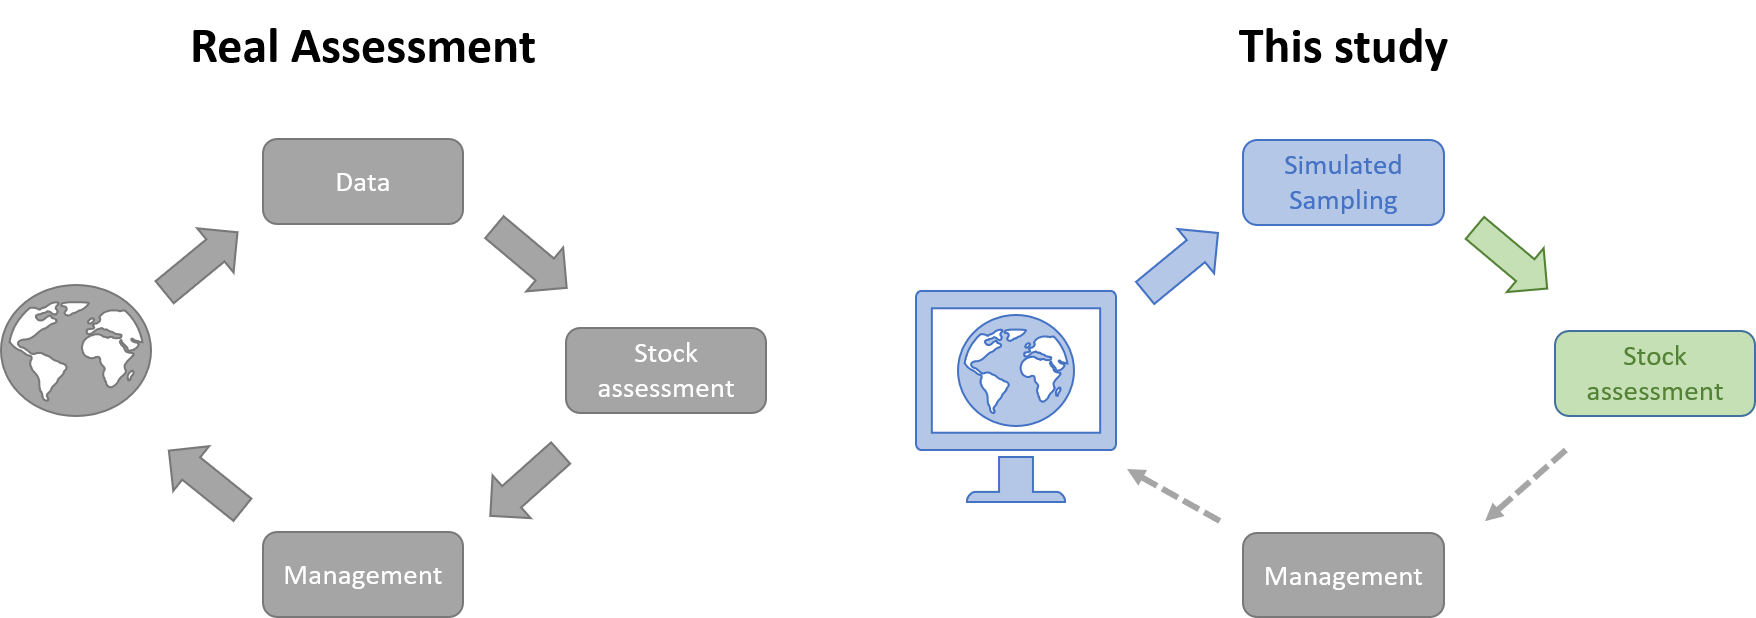 Real Assessment
Data
Stock
assessment
Management
This study
Simulated
Sampling
Stock
assessment
Management